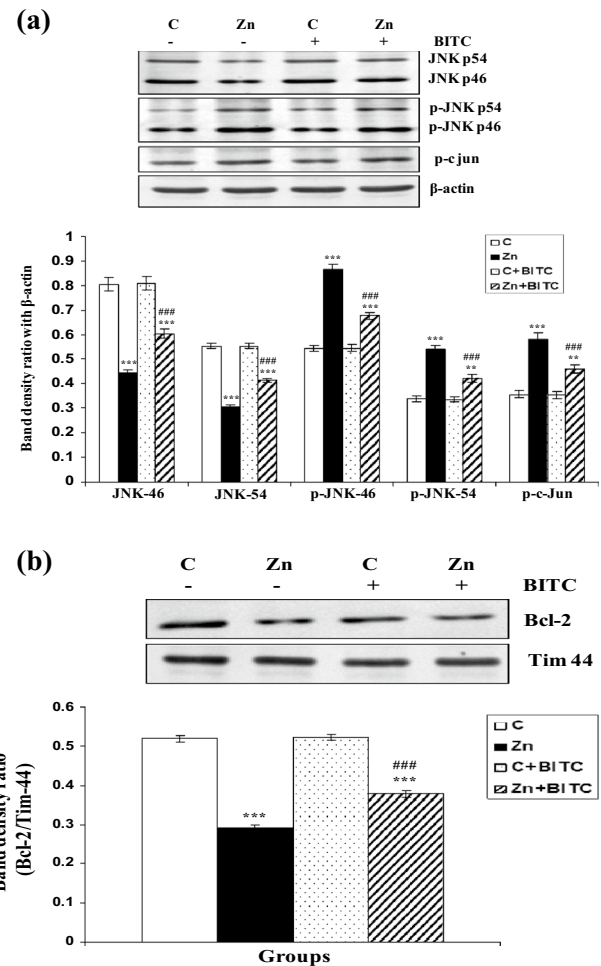 (a)
C Zn C Zn
- - + + BITC
JNK p54
JNK p46
p-JNK p54
p-JNK p46
p-c jun
β-actin
Band density ratio with β-actin
1
0.9
0.8
0.7
0.6
0.5
0.4
0.3
0.2
0.1
0
C
Zn
C+BITC
Zn+BITC
***
###
***
***
###
***
***
###
***
***
###
**
***
###
**
JNK-46 JNK-54 p-JNK-46 p-JNK-54 p-c-Jun
(b)
C Zn C Zn
- - + + BITC
Bcl-2
Tim 44
Band density ratio
(Bcl-2/Tim-44)
0.6
0.5
0.4
0.3
0.2
0.1
0
C
Zn
C+BITC
Zn+BITC
***
###
***
Groups